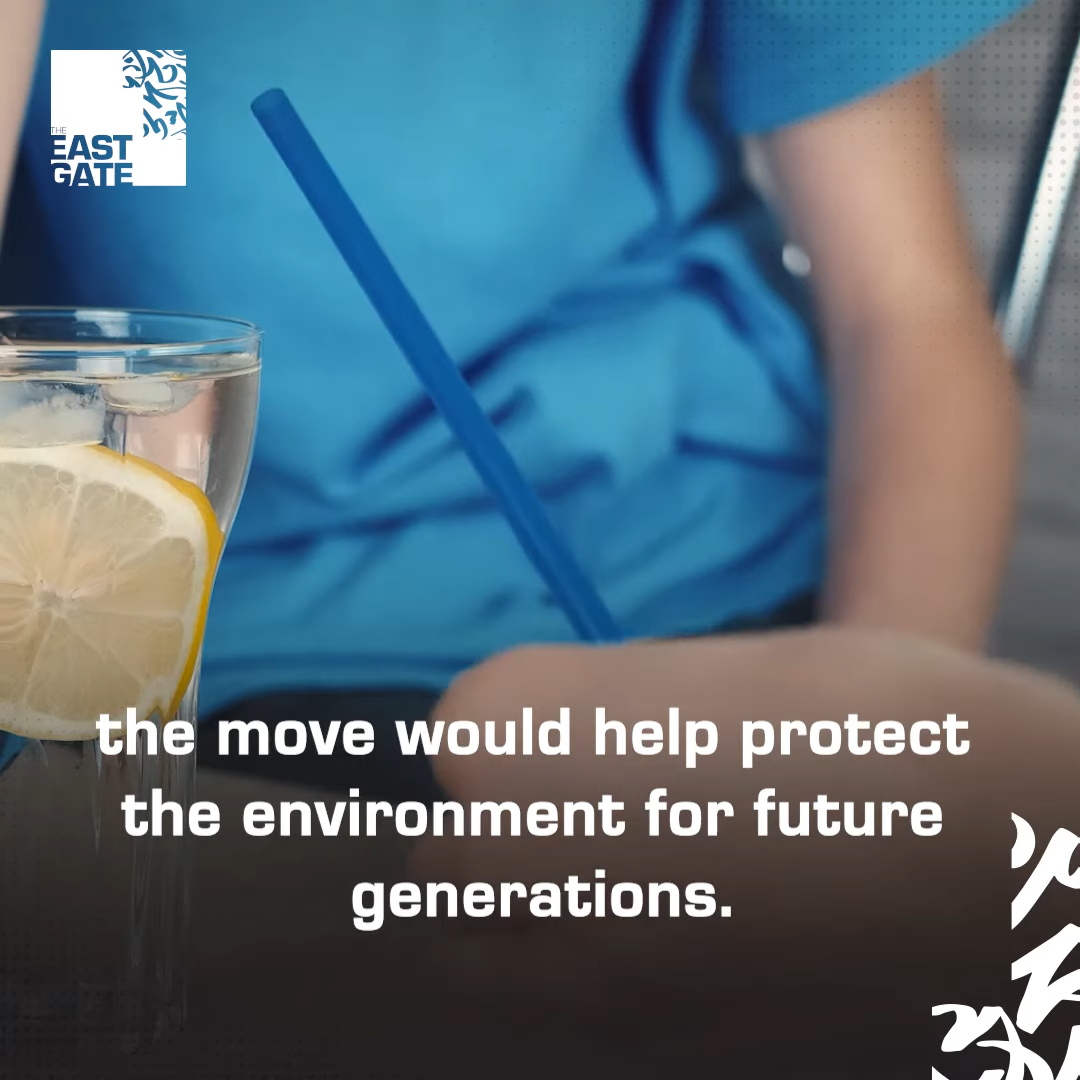 THE
EAST
GATE
the move would help protect
the environment for future
generations.